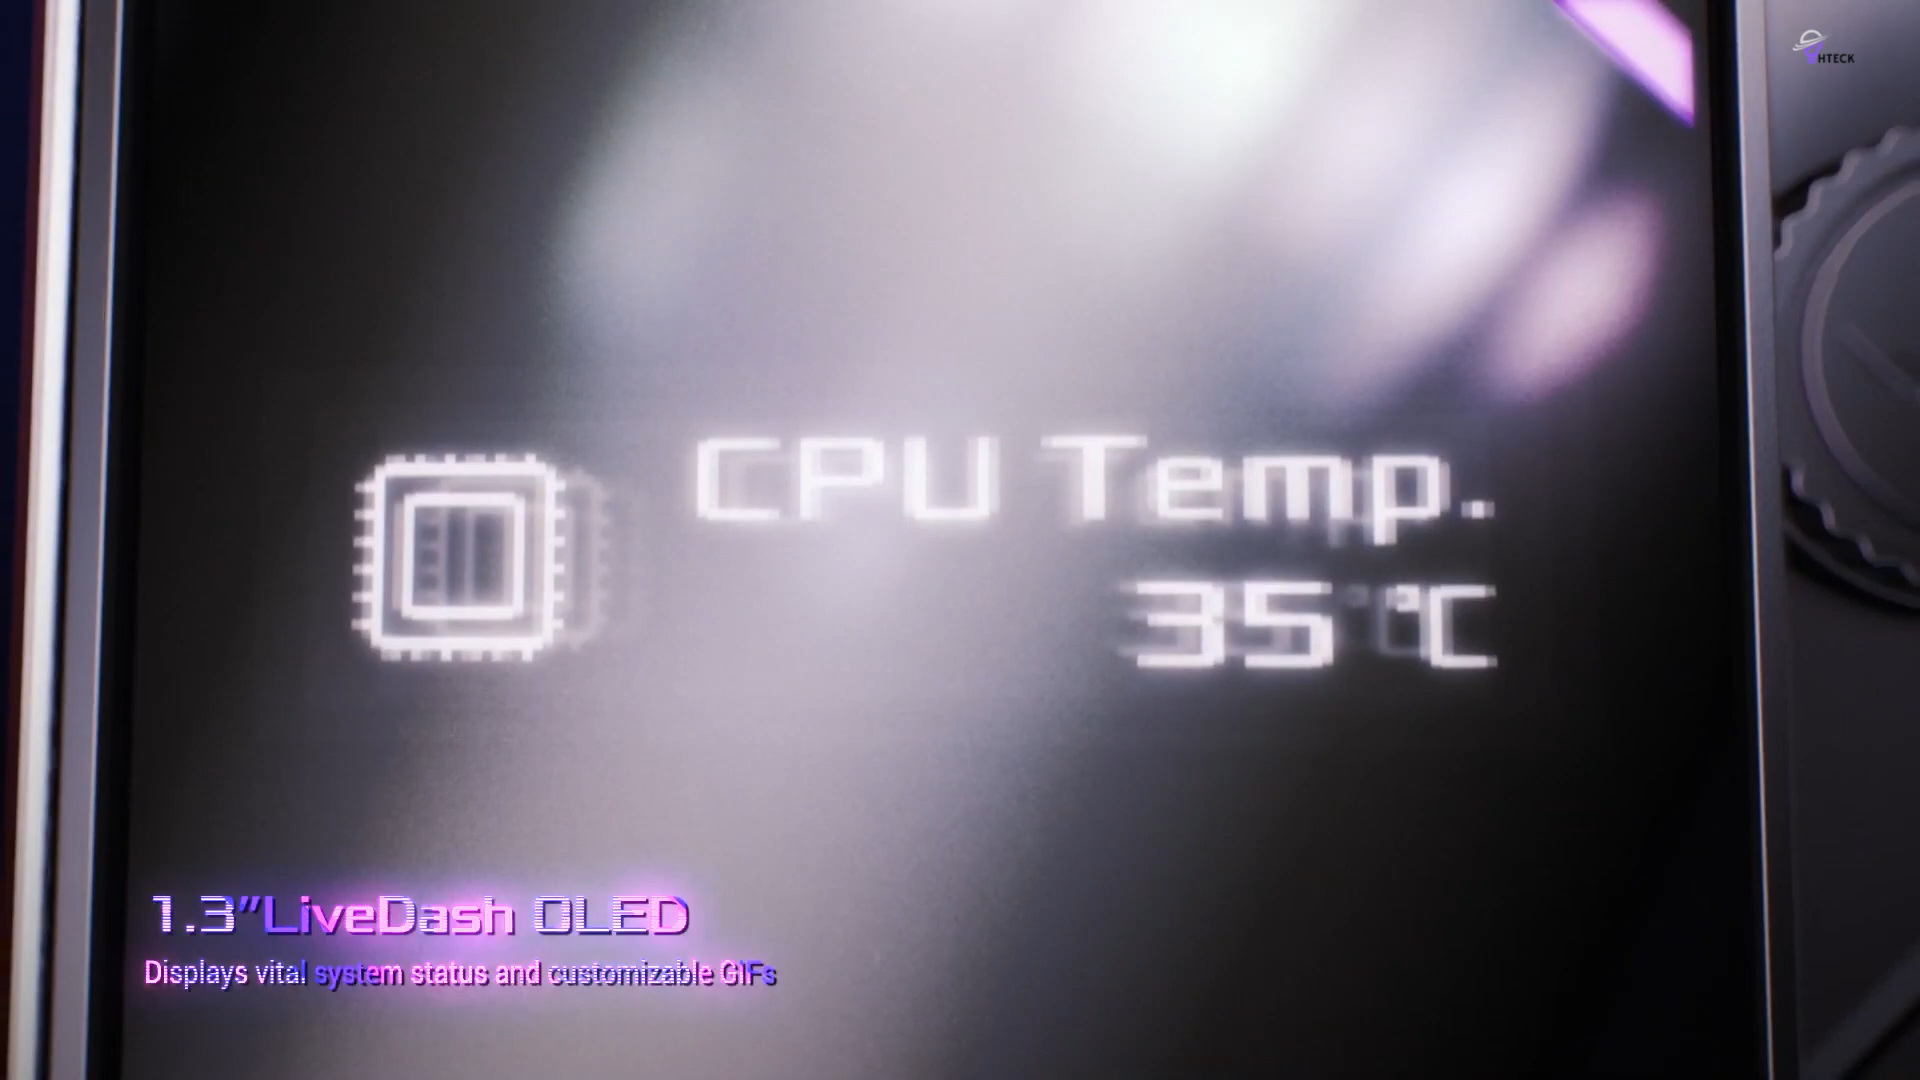 HTECK
CPU Temp.
35°C
1.3"LiveDash OLED
Displays vital system status and customizable GIFs